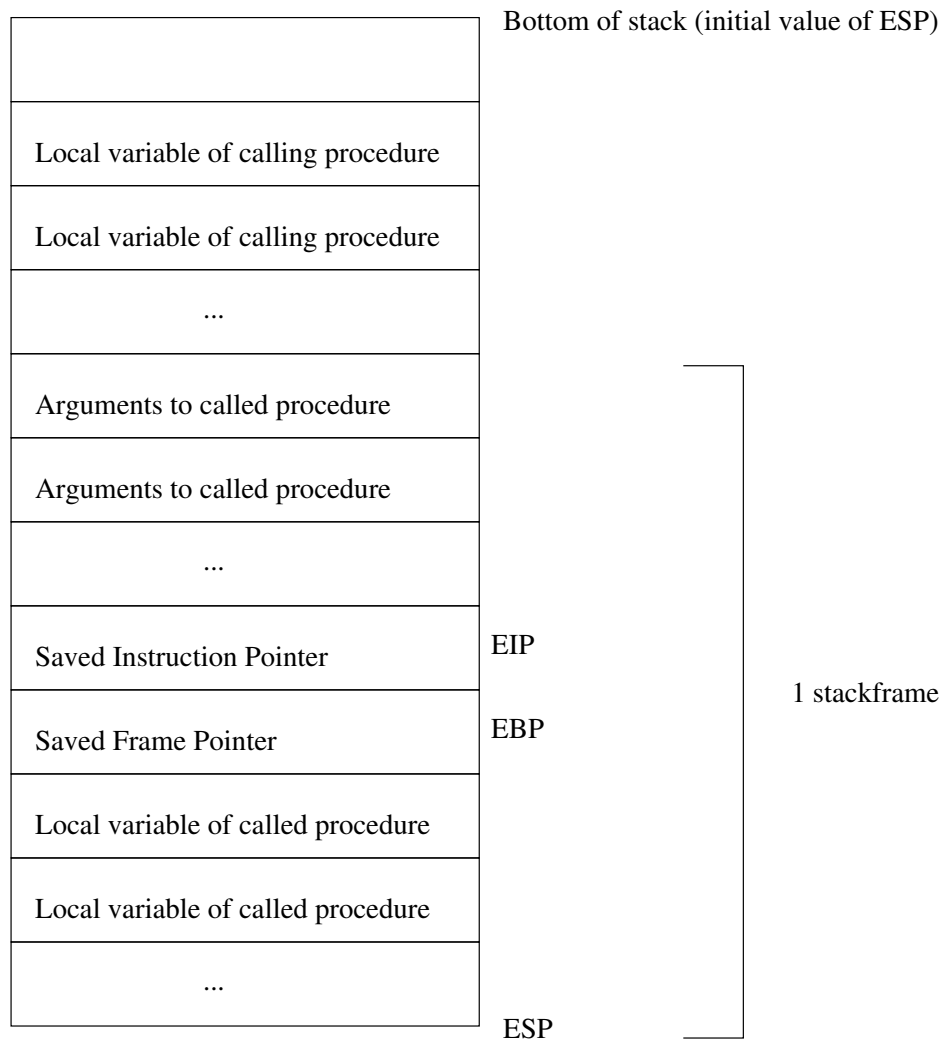 Bottom of stack (initial value of ESP)
Local variable of calling procedure
Local variable of calling procedure
...
Arguments to called procedure
Arguments to called procedure
...
Saved Instruction Pointer
EIP
Saved Frame Pointer
EBP
1 stackframe
Local variable of called procedure
Local variable of called procedure
...
ESP